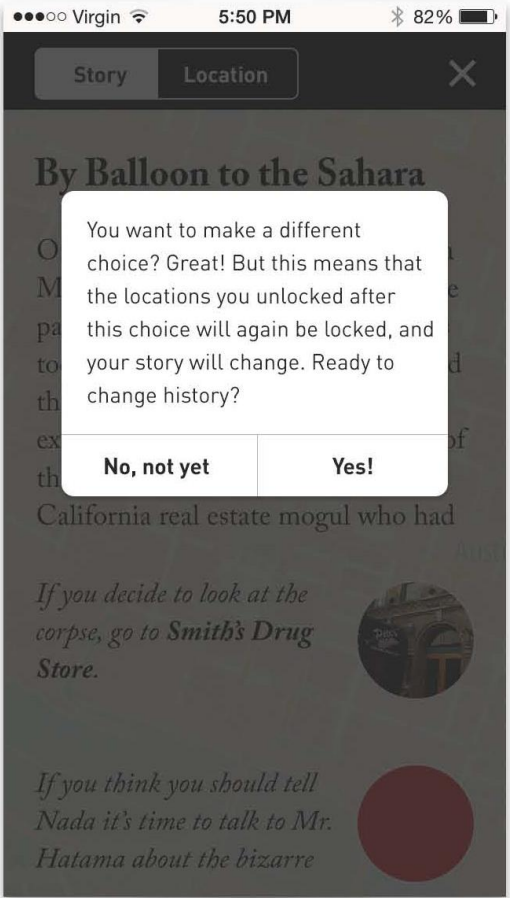 Virgin 5:50 PM 82%
Story Location
By Balloon to the Sahara
You want to make a different
choice? Great! But this means that
the locations you unlocked after
this choice will again be locked, and
your story will change. Ready to
change history?
No, not yet Yes!
California real estate mogul who had
If you decide to look at the
corpse, go to Smith's Drug
Store.
If you think you should tell
Nada it's time to talk to Mr.
Hatama about the bizarre